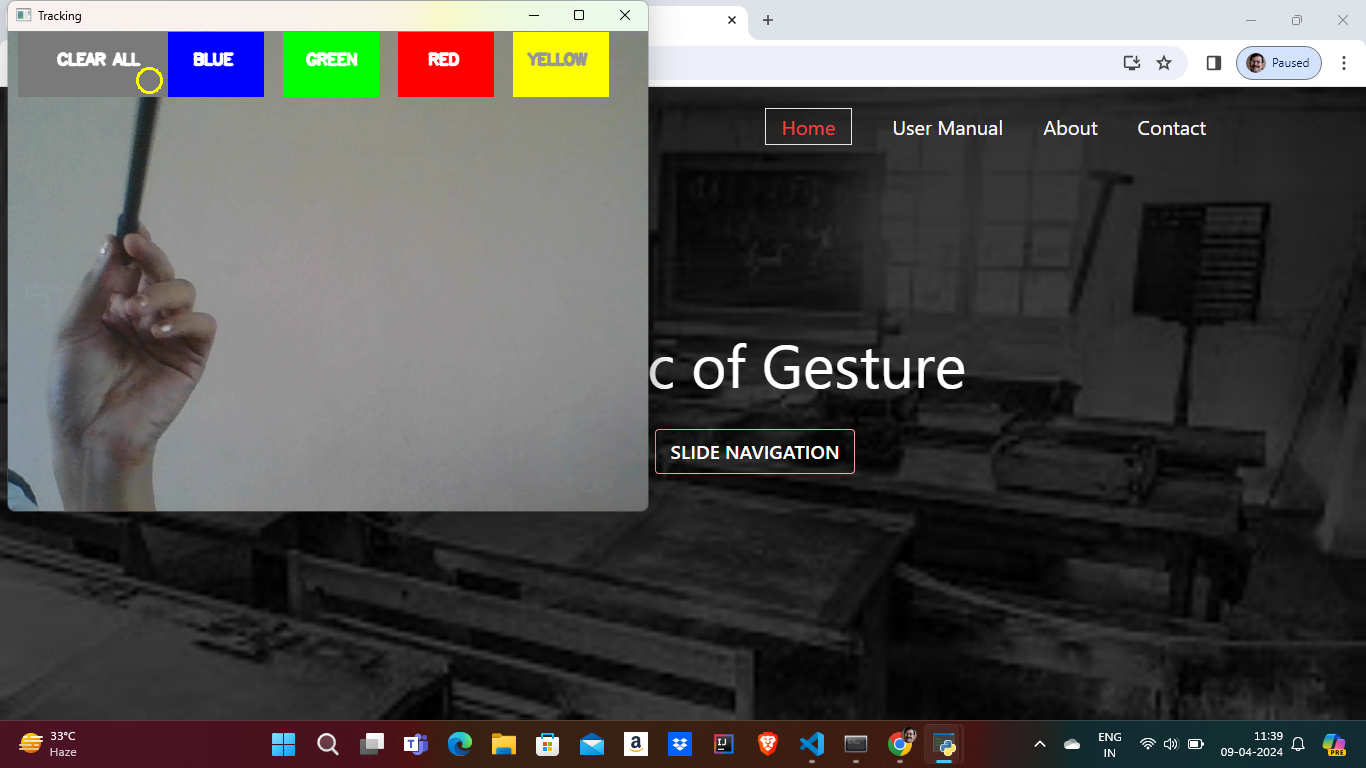 Tracking
CLEAR ALL
BLUE
GREEN
RED
YELLOW
Paused
Home
User Manual
About
Contact
c of Gesture
SLIDE NAVIGATION
33°C
Haze
ENG
IN
11:39
09-04-2024
PRE